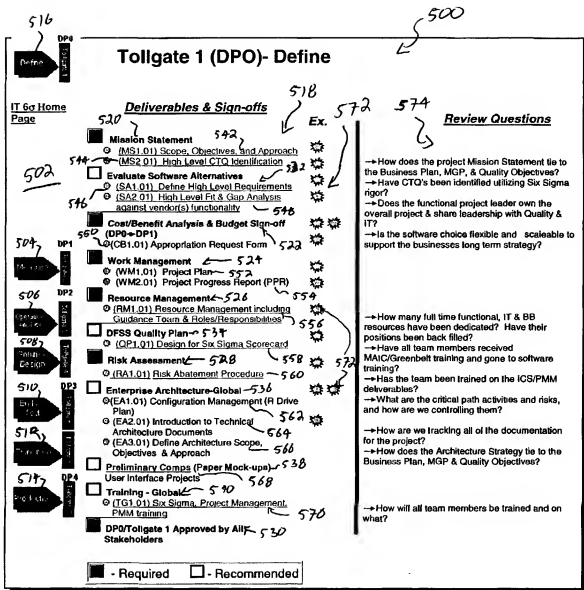 500
516
DP0
Define
Tollgate 1
Tollgate 1 (DPO)- Define
IT 6σ Home
Page
Deliverables & Sign-offs
518
Ex.
572
574
Review Questions
520
Mission Statement
542
(MS1.01) Scope, Objectives, and Approach
544
(MS2.01) High Level CTQ Identification
502
Evaluate Software Alternatives
532
546
(SA1.01) Define High Level Requirements
(SA2.01) High Level Fit & Gap Analysis
against vendor(s) functionality
548
Cost/Benefit Analysis & Budget Sign-off
(DP0→DP1)
522
550
(CB1.01) Appropriation Request Form
504
DP1
Work Management
524
(WM1.01) Project Plan
552
(WM2.01) Project Progress Report (PPR)
554
506
DP2
Resource Management
526
(RM1.01) Resource Management including
Guidance Team & Roles/Responsibilities
556
DFSS Quality Plan
534
508
Design
(QP1.01) Design for Six Sigma Scorecard
558
572
Risk Assessment
528
(RA1.01) Risk Abatement Procedure
560
510
DP3
Enterprise Architecture-Global
536
(EA1.01) Configuration Management (R Drive
Plan)
562
(EA2.01) Introduction to Technical
Architecture Documents
564
512
(EA3.01) Define Architecture Scope,
Objectives & Approach
566
514
DP4
Preliminary Comps (Paper Mock-ups)
538
User Interface Projects
568
Training - Global
540
(TG1.01) Six Sigma, Project Management,
PMM training
570
DP0/Tollgate 1 Approved by All
Stakeholders
530
→How does the project Mission Statement tie to
the Business Plan, MGP, & Quality Objectives?
→Have CTQ's been identified utilizing Six Sigma
rigor?
→Does the functional project leader own the
overall project & share leadership with Quality &
IT?
→Is the software choice flexible and scaleable to
support the businesses long term strategy?
→How many full time functional, IT & BB
resources have been dedicated? Have their
positions been back filled?
→Have all team members received
MAIC/Greenbelt training and gone to software
training?
→Has the team been trained on the ICS/PMM
deliverables?
→What are the critical path activities and risks,
and how are we controlling them?
→How are we tracking all of the documentation
for the project?
→How does the Architecture Strategy tie to the
Business Plan, MGP & Quality Objectives?
→How will all team members be trained and on
what?
- Required
- Recommended